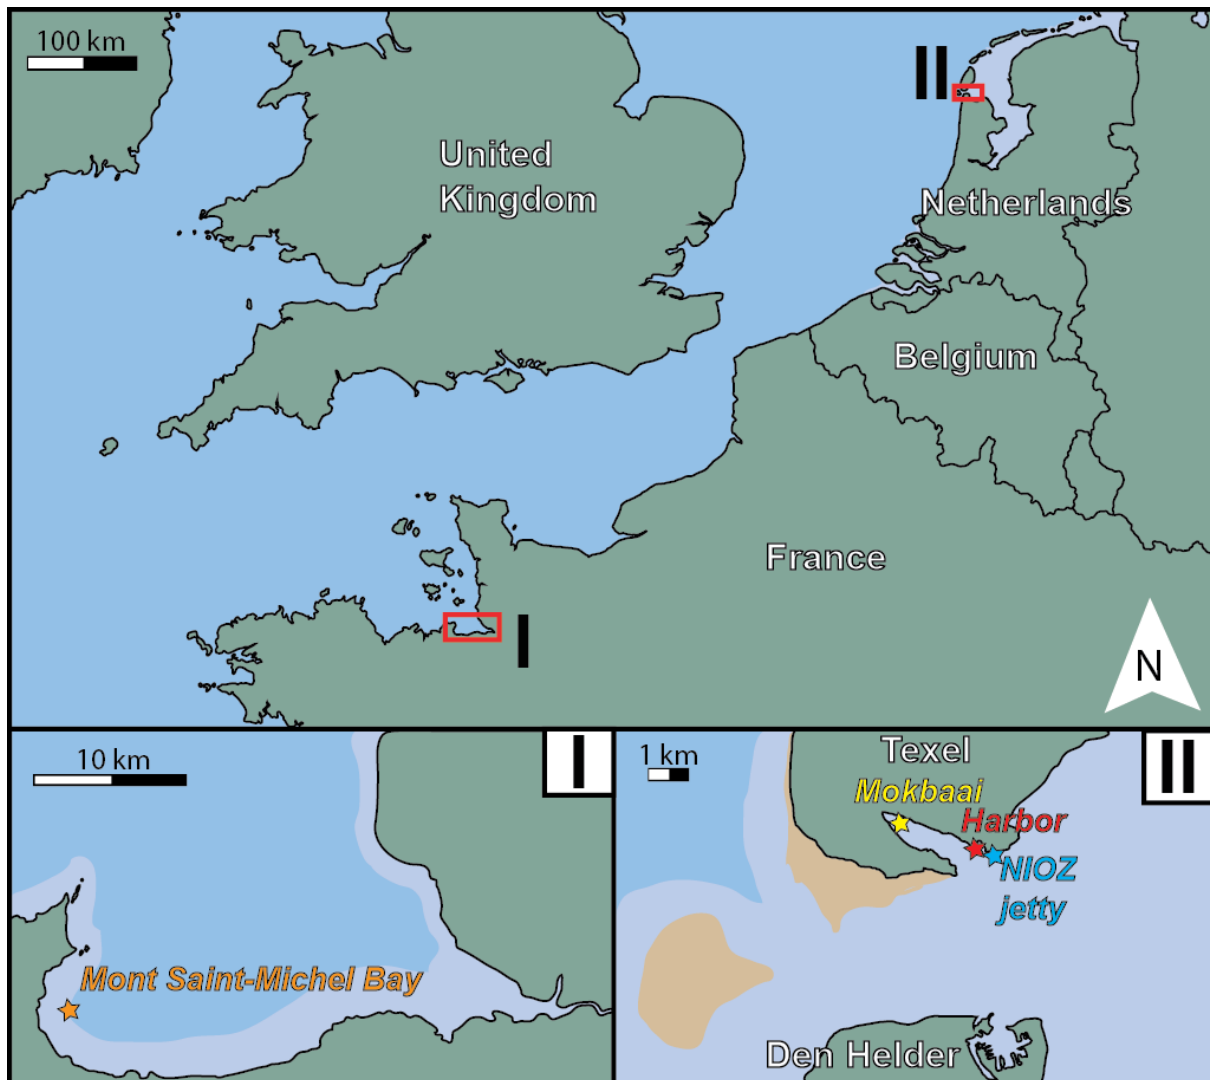 100 km
II
United
Kingdom
Netherlands
Belgium
France
I
N
10 km
I
Mont Saint-Michel Bay
1 km
Texel
II
Mokbaai
Harbor
NIOZ
jetty
Den Helder